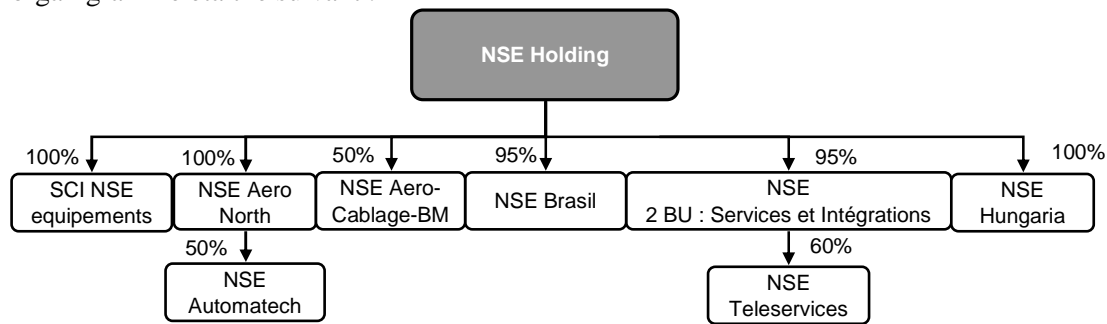 NSE Holding
100%
100%
50%
95%
95%
100%
SCI NSE
equipements
NSE Aero
North
NSE Aero-
Cablage-BM
NSE Brasil
NSE
2 BU : Services et Intégrations
NSE
Hungaria
50%
60%
NSE
Automatech
NSE
Teleservices